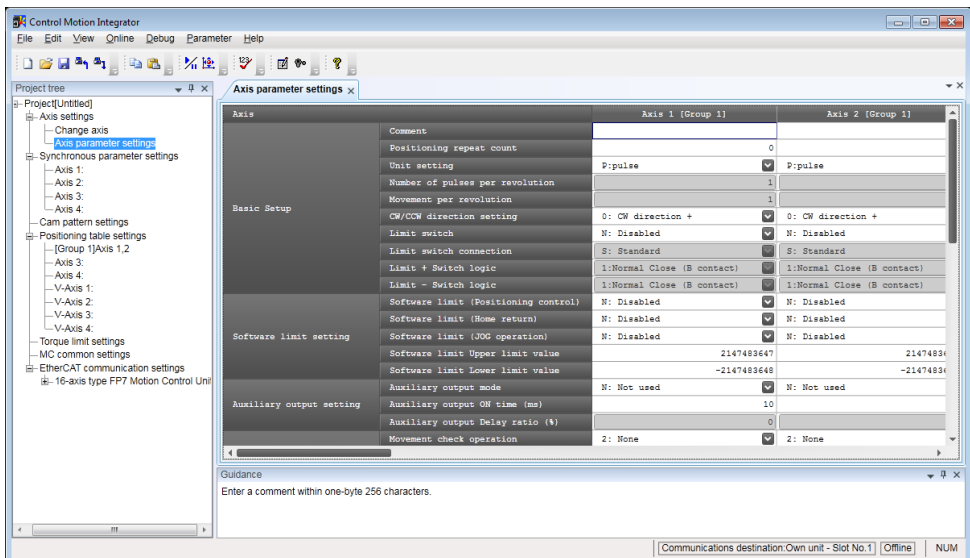 Control Motion Integrator
File Edit View Online Debug Parameter Help
Project tree
Axis parameter settings
Project[Untitled]
Axis settings
Change axis
Axis parameter settings
Synchronous parameter settings
Axis 1:
Axis 2:
Axis 3:
Axis 4:
Cam pattern settings
Positioning table settings
[Group 1]Axis 1,2
Axis 3:
Axis 4:
V-Axis 1:
V-Axis 2:
V-Axis 3:
V-Axis 4:
Torque limit settings
MC common settings
EtherCAT communication settings
16-axis type FP7 Motion Control Uni
Axis Axis 1 [Group 1] Axis 2 [Group 1]
Basic Setup
Comment
Positioning repeat count 0
Unit setting P:pulse P:pulse
Number of pulses per revolution 1
Movement per revolution 1
CW/CCW direction setting 0: CW direction + 0: CW direction +
Limit switch N: Disabled N: Disabled
Limit switch connection S: Standard S: Standard
Limit + Switch logic 1:Normal Close (B contact) 1:Normal Close (B contact)
Limit - Switch logic 1:Normal Close (B contact) 1:Normal Close (B contact)
Software limit setting
Software limit (Positioning control) N: Disabled N: Disabled
Software limit (Home return) N: Disabled N: Disabled
Software limit (JOG operation) N: Disabled N: Disabled
Software limit Upper limit value 2147483647 2147483
Software limit Lower limit value -2147483648 -2147483
Auxiliary output setting
Auxiliary output mode N: Not used N: Not used
Auxiliary output ON time (ms) 10
Auxiliary output Delay ratio (%) 0
Movement check operation 2: None 2: None
Guidance
Enter a comment within one-byte 256 characters.
Communications destination:Own unit - Slot No.1 Offline NUM